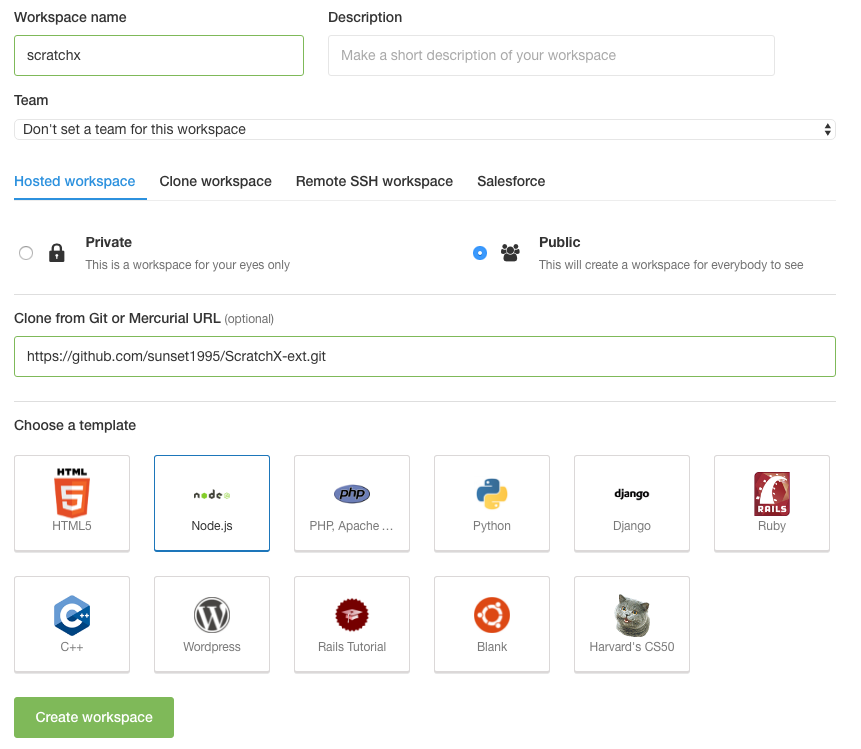 Workspace name
Description
scratchx
Make a short description of your workspace
Team
Don't set a team for this workspace
Hosted workspace
Clone workspace
Remote SSH workspace
Salesforce
Private
This is a workspace for your eyes only
Public
This will create a workspace for everybody to see
Clone from Git or Mercurial URL (optional)
https://github.com/sunset1995/ScratchX-ext.git
Choose a template
HTML
5
HTML5
node
Node.js
php
PHP, Apache ...
Python
django
Django
RAILS
Ruby
C++
C++
W
Wordpress
Rails Tutorial
Blank
Harvard's CS50
Create workspace